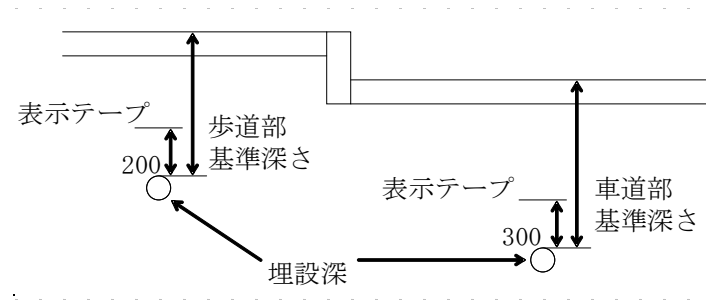 表示テープ
歩道部
基準深さ
200
表示テープ
車道部
基準深さ
300
埋設深